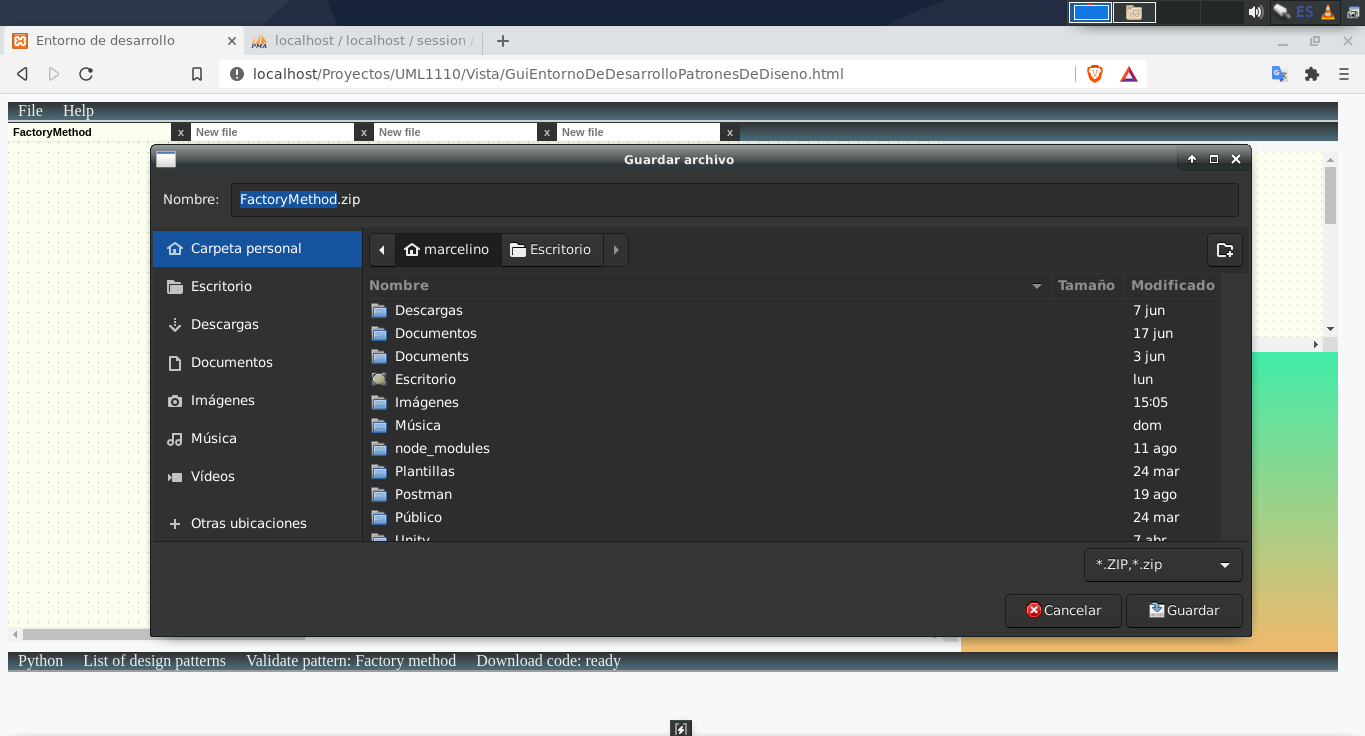 ES
Entorno de desarrollo
localhost / localhost / session /
localhost/Proyectos/UML1110/Vista/GuiEntornoDeDesarrolloPatronesDeDiseno.html
File Help
FactoryMethod x New file x New file x New file x
Guardar archivo
Nombre: FactoryMethod.zip
Carpeta personal
Escritorio
Descargas
Documentos
Imágenes
Música
Vídeos
Otras ubicaciones
marcelino Escritorio
Nombre Tamaño Modificado
Descargas 7 jun
Documentos 17 jun
Documents 3 jun
Escritorio lun
Imágenes 15:05
Música dom
node_modules 11 ago
Plantillas 24 mar
Postman 19 ago
Público 24 mar
Unity 7 abr
*.ZIP,*.zip
Cancelar Guardar
Python List of design patterns Validate pattern: Factory method Download code: ready